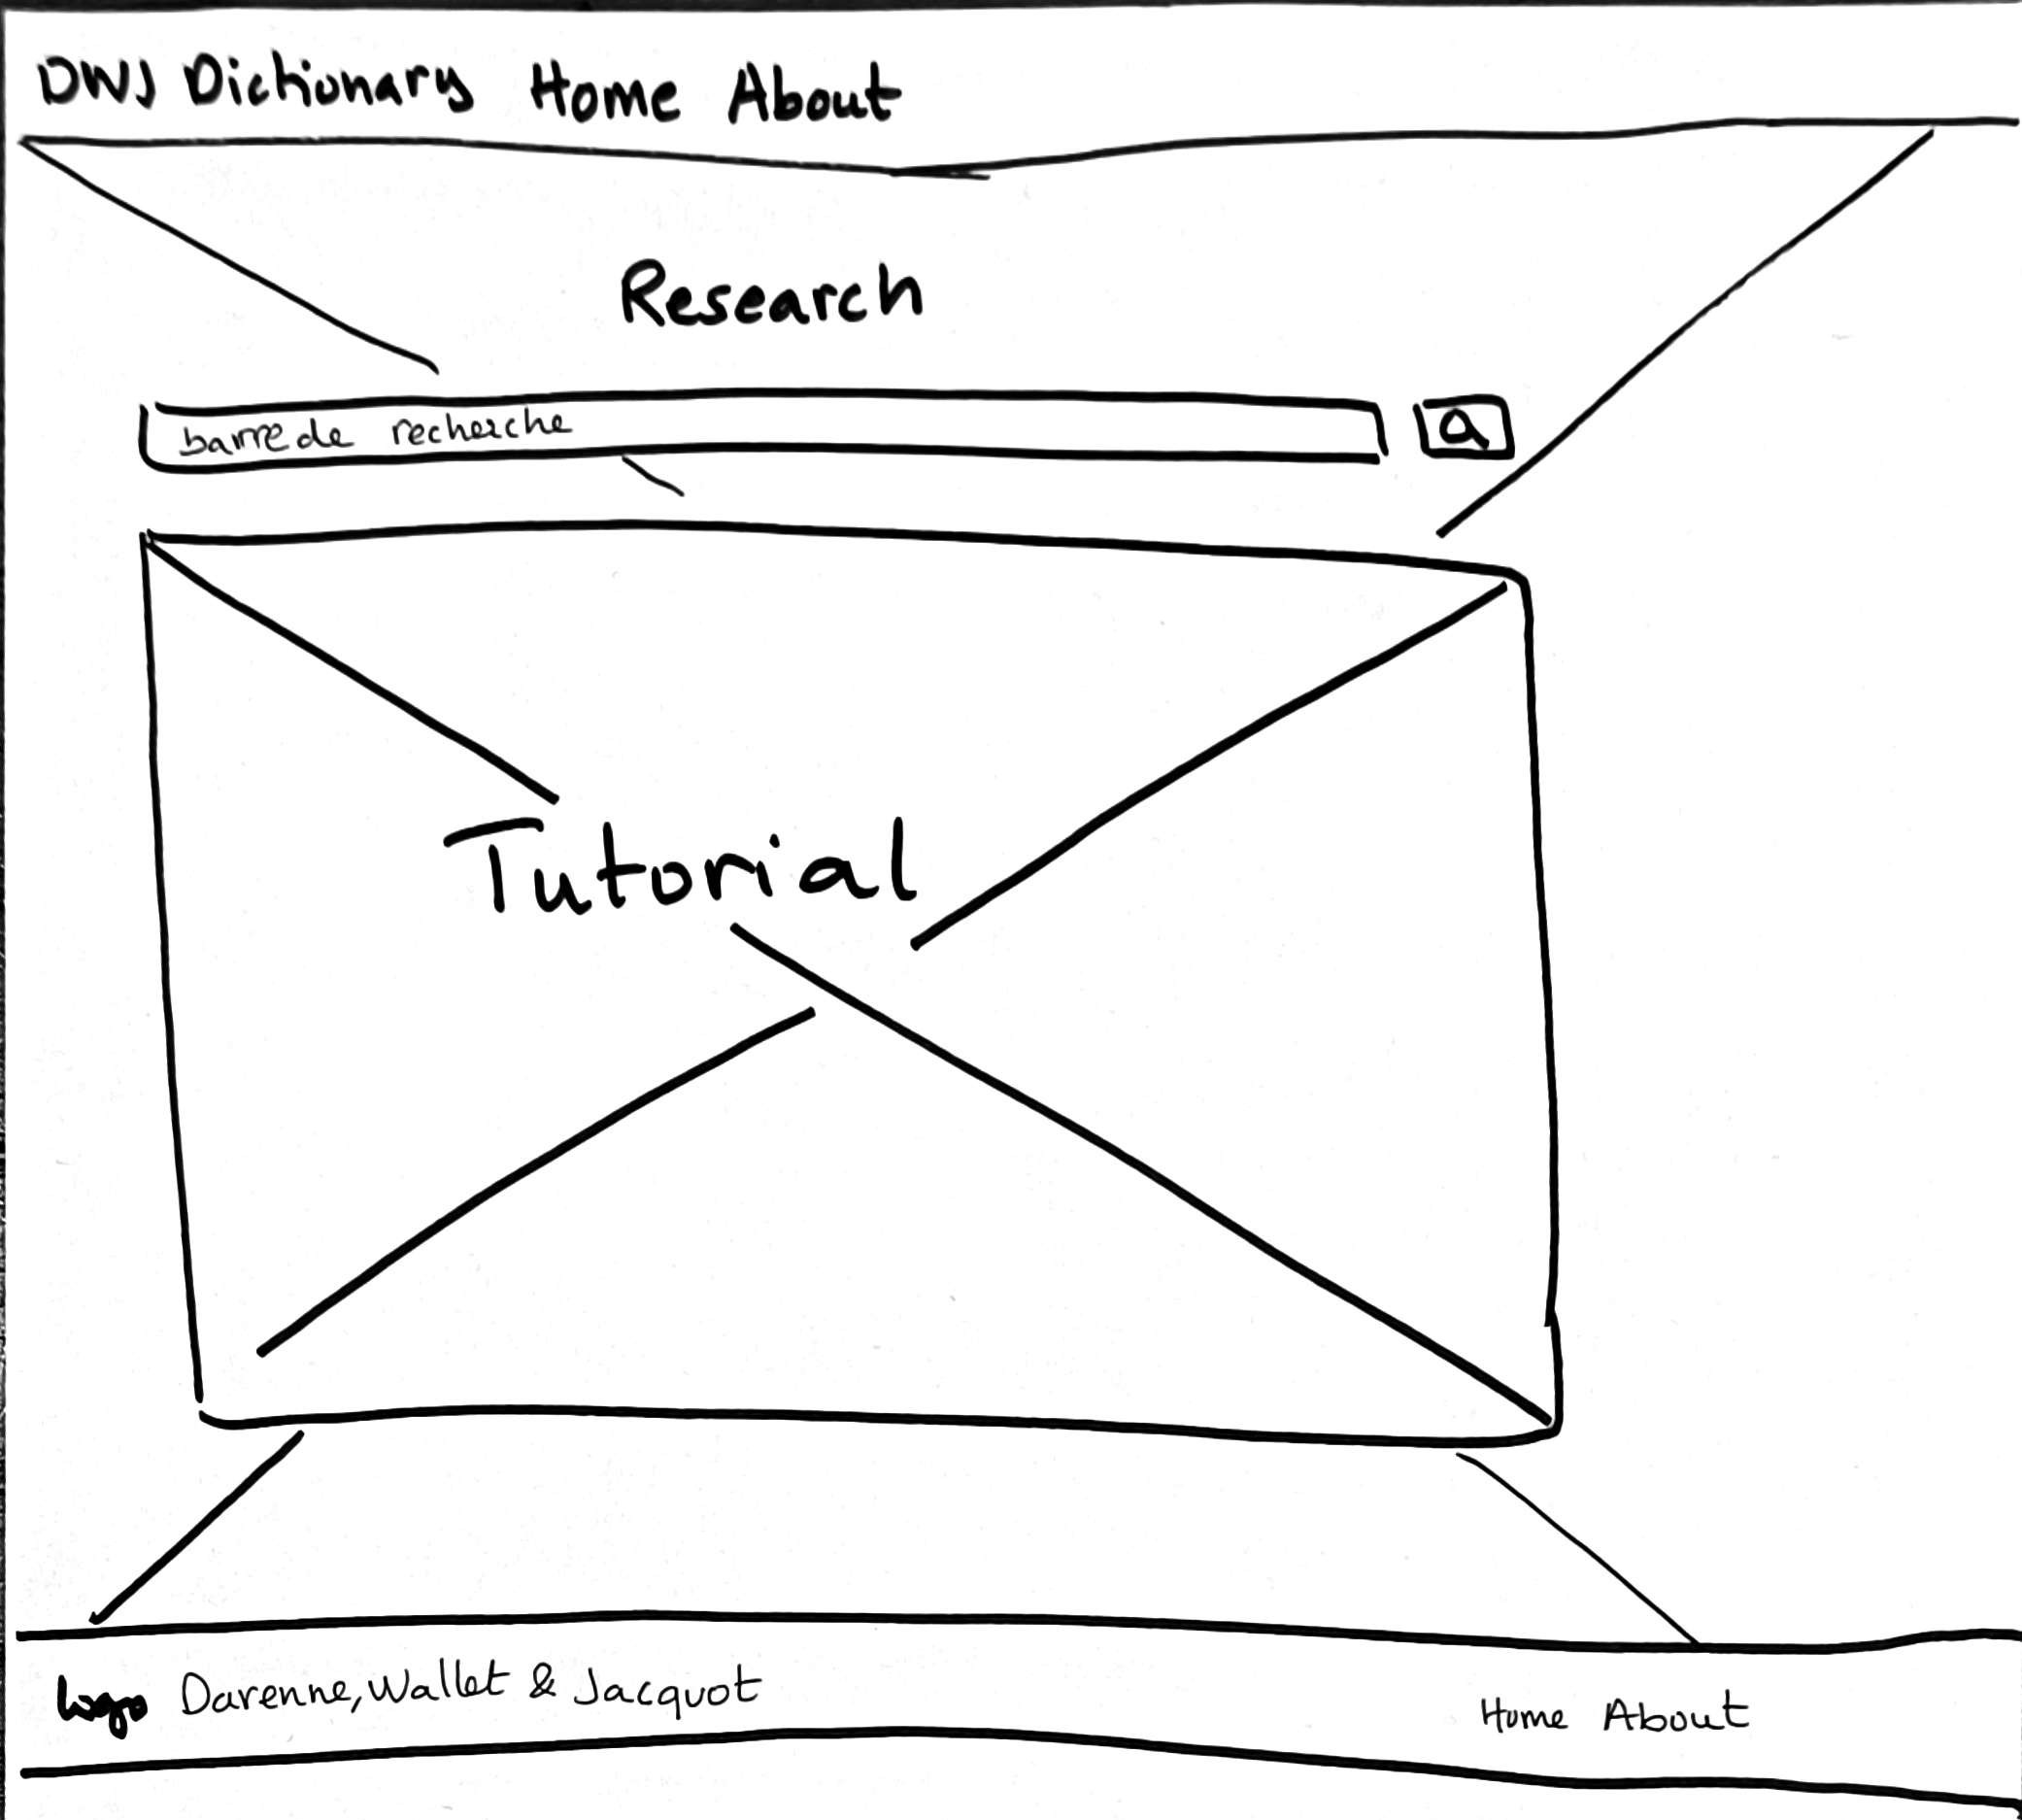 DWJ Dictionary Home About
Research
barre de recherche
Tutorial
Logo Darenne, Wallet & Jacquot
Home About